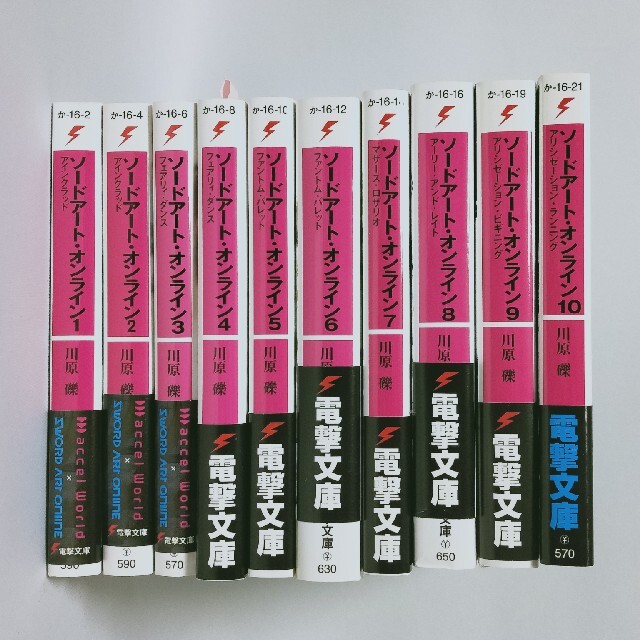 か-16-2
ソードアート・オンライン1
アインクラッド
川原 礫
accel World
×
SWORD ART ONLINE
電撃文庫
590
か-16-4
ソードアート・オンライン2
アインクラッド
川原 礫
accel World
×
SWORD ART ONLINE
電撃文庫
590
か-16-6
ソードアート・オンライン3
フェアリィ・ダンス
川原 礫
accel World
×
SWORD ART ONLINE
電撃文庫
570
か-16-8
ソードアート・オンライン4
フェアリィ・ダンス
川原 礫
電撃文庫
か-16-10
ソードアート・オンライン5
ファントム・バレット
川原 礫
電撃文庫
か-16-12
ソードアート・オンライン6
ファントム・バレット
川原
電撃文庫
文庫
630
か-16-1
ソードアート・オンライン7
マザーズ・ロザリオ
川原 礫
電撃文庫
か-16-16
ソードアート・オンライン8
アーリー・アンド・レイト
川原 礫
電撃文庫
文庫
650
か-16-19
ソードアート・オンライン9
アリシゼーション・ビギニング
川原 礫
電撃文庫
か-16-21
ソードアート・オンライン10
アリシゼーション・ランニング
川原 礫
電撃文庫
570